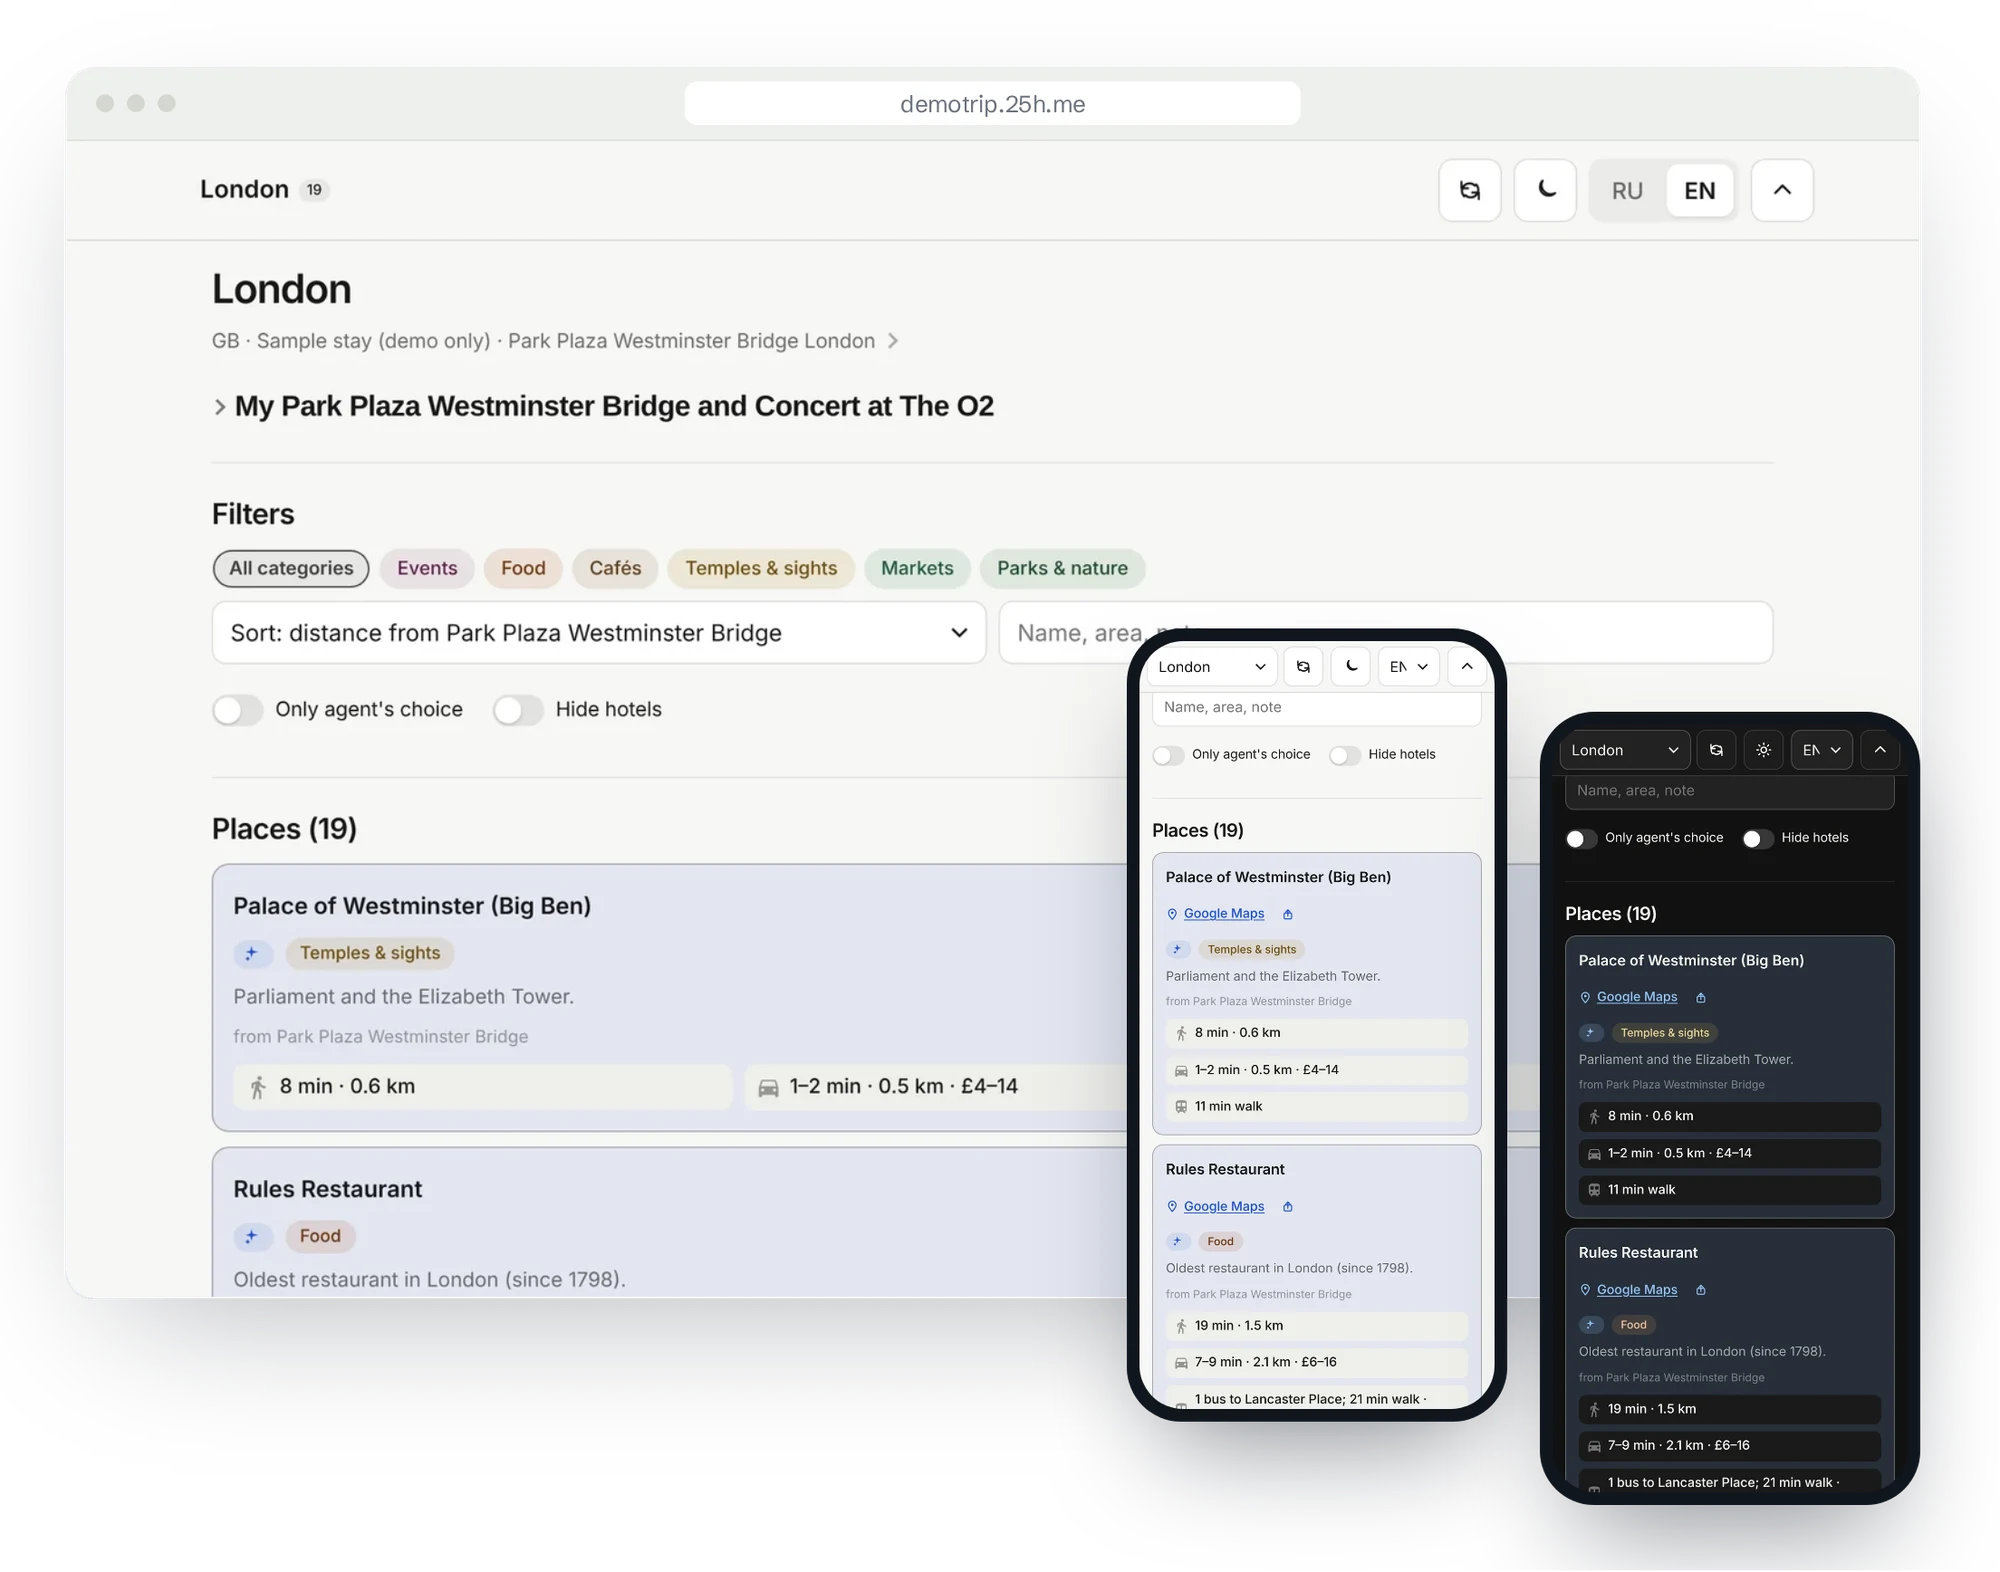 demotrip.25h.me
London 19
RU EN
London
GB · Sample stay (demo only) · Park Plaza Westminster Bridge London
My Park Plaza Westminster Bridge and Concert at The O2
Filters
All categories Events Food Cafés Temples & sights Markets Parks & nature
Sort: distance from Park Plaza Westminster Bridge
Name, area,
Only agent's choice Hide hotels
Places (19)
Palace of Westminster (Big Ben)
Temples & sights
Parliament and the Elizabeth Tower.
from Park Plaza Westminster Bridge
8 min · 0.6 km
1–2 min · 0.5 km · £4–14
Rules Restaurant
Food
Oldest restaurant in London (since 1798).
London EN
Name, area, note
Only agent's choice Hide hotels
Places (19)
Palace of Westminster (Big Ben)
Google Maps
Temples & sights
Parliament and the Elizabeth Tower.
from Park Plaza Westminster Bridge
8 min · 0.6 km
1–2 min · 0.5 km · £4–14
11 min walk
Rules Restaurant
Google Maps
Food
Oldest restaurant in London (since 1798).
from Park Plaza Westminster Bridge
19 min · 1.5 km
7–9 min · 2.1 km · £6–16
1 bus to Lancaster Place; 21 min walk ·
London EN
Name, area, note
Only agent's choice Hide hotels
Places (19)
Palace of Westminster (Big Ben)
Google Maps
Temples & sights
Parliament and the Elizabeth Tower.
from Park Plaza Westminster Bridge
8 min · 0.6 km
1–2 min · 0.5 km · £4–14
11 min walk
Rules Restaurant
Google Maps
Food
Oldest restaurant in London (since 1798).
from Park Plaza Westminster Bridge
19 min · 1.5 km
7–9 min · 2.1 km · £6–16
1 bus to Lancaster Place; 21 min walk ·